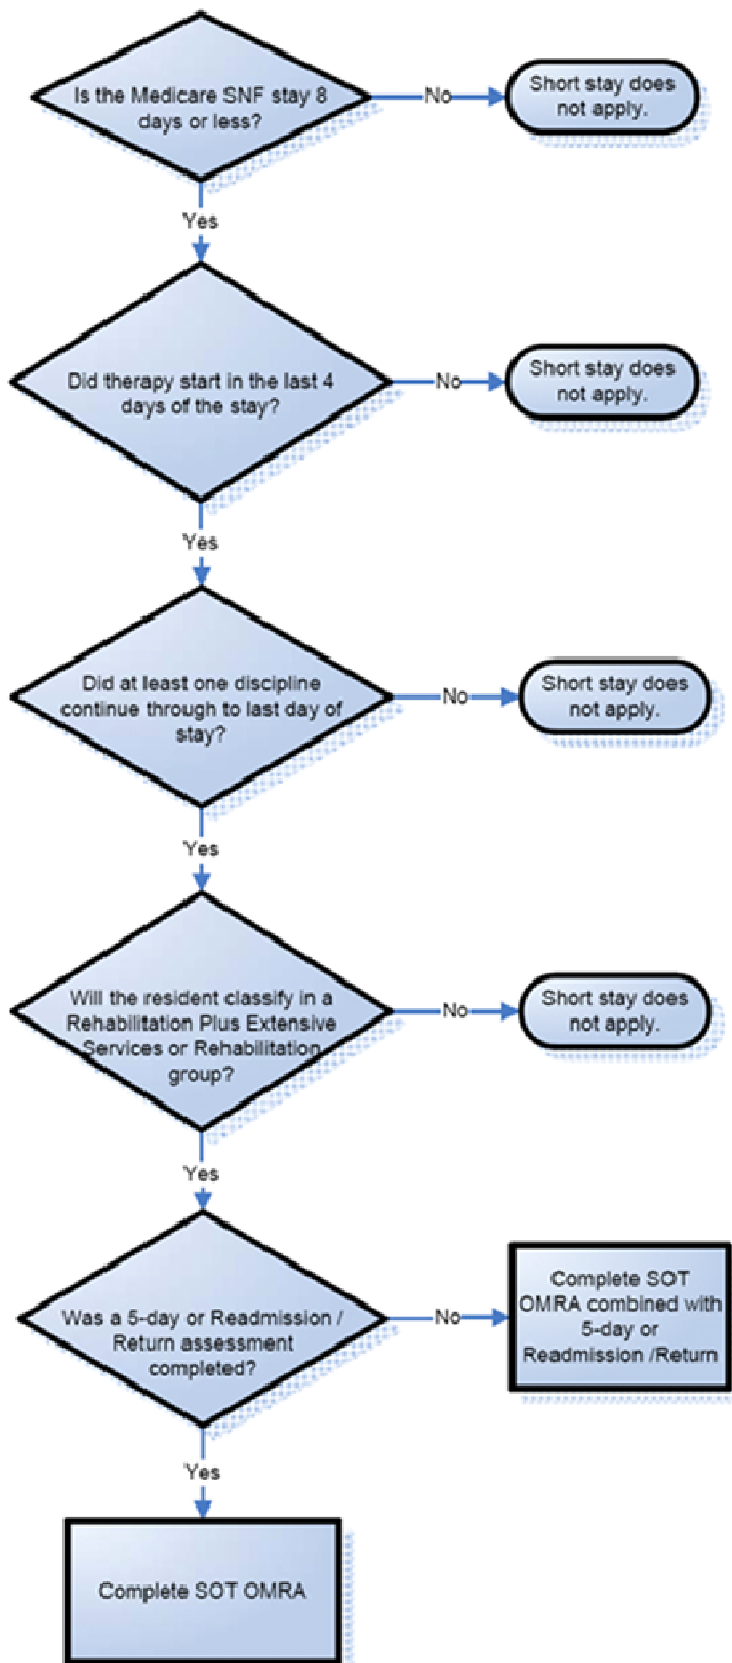 Is the Medicare SNF stay 8
days or less?
No
Short stay does
not apply.
Yes
Did therapy start in the last 4
days of the stay?
No
Short stay does
not apply.
Yes
Did at least one discipline
continue through to last day of
stay?
No
Short stay does
not apply.
Yes
Will the resident classify in a
Rehabilitation Plus Extensive
Services or Rehabilitation
group?
No
Short stay does
not apply.
Yes
Was a 5-day or Readmission /
Return assessment
completed?
No
Complete SOT
OMRA combined with
5-day or
Readmission /Return
Yes
Complete SOT OMRA